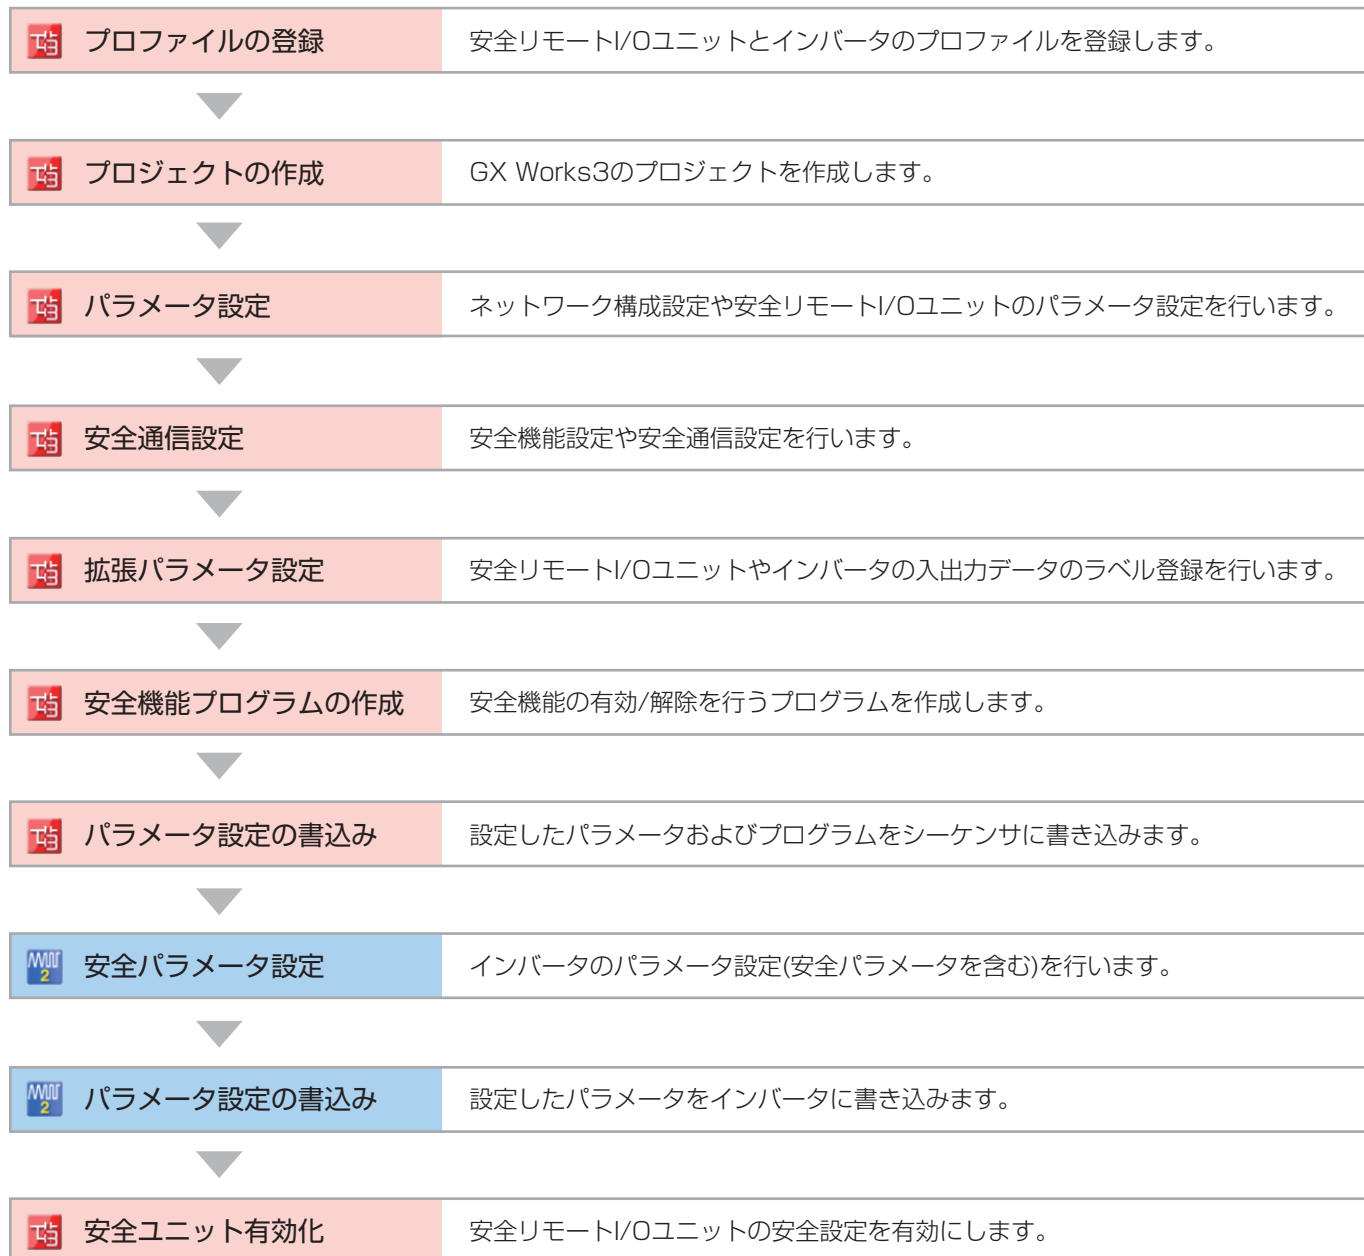 プロファイルの登録
安全リモートI/Oユニットとインバータのプロファイルを登録します。
プロジェクトの作成
GX Works3のプロジェクトを作成します。
パラメータ設定
ネットワーク構成設定や安全リモートI/Oユニットのパラメータ設定を行います。
安全通信設定
安全機能設定や安全通信設定を行います。
拡張パラメータ設定
安全リモートI/Oユニットやインバータの入出力データのラベル登録を行います。
安全機能プログラムの作成
安全機能の有効/解除を行うプログラムを作成します。
パラメータ設定の書込み
設定したパラメータおよびプログラムをシーケンサに書き込みます。
2 安全パラメータ設定
インバータのパラメータ設定(安全パラメータを含む)を行います。
2 パラメータ設定の書込み
設定したパラメータをインバータに書き込みます。
安全ユニット有効化
安全リモートI/Oユニットの安全設定を有効にします。